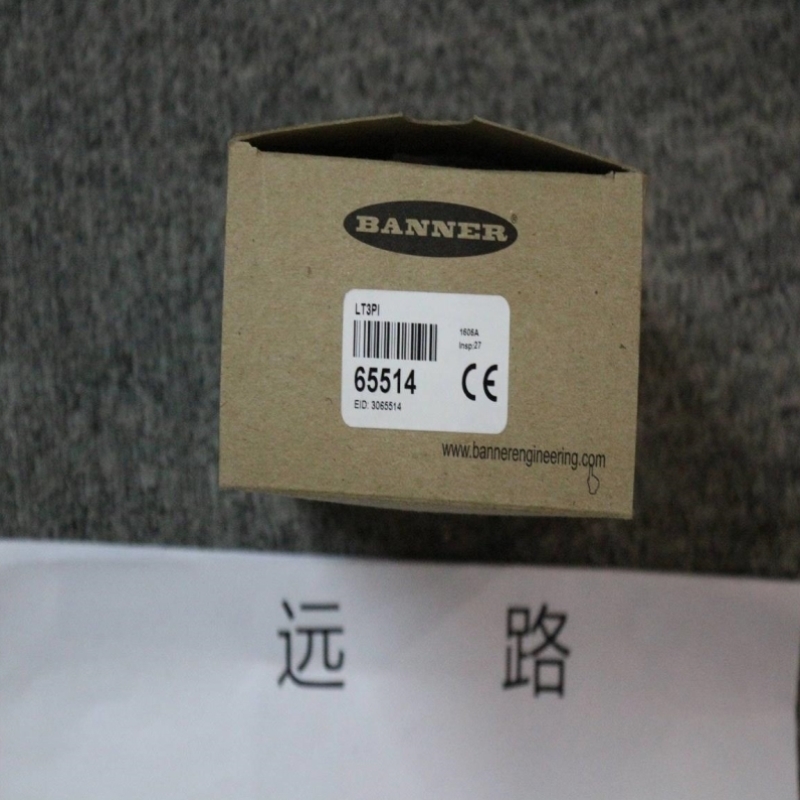 BANNER®
LT3PI
1606A
Insp:27
65514
CE
EID: 3065514
www.bannerengineering.com
远 路